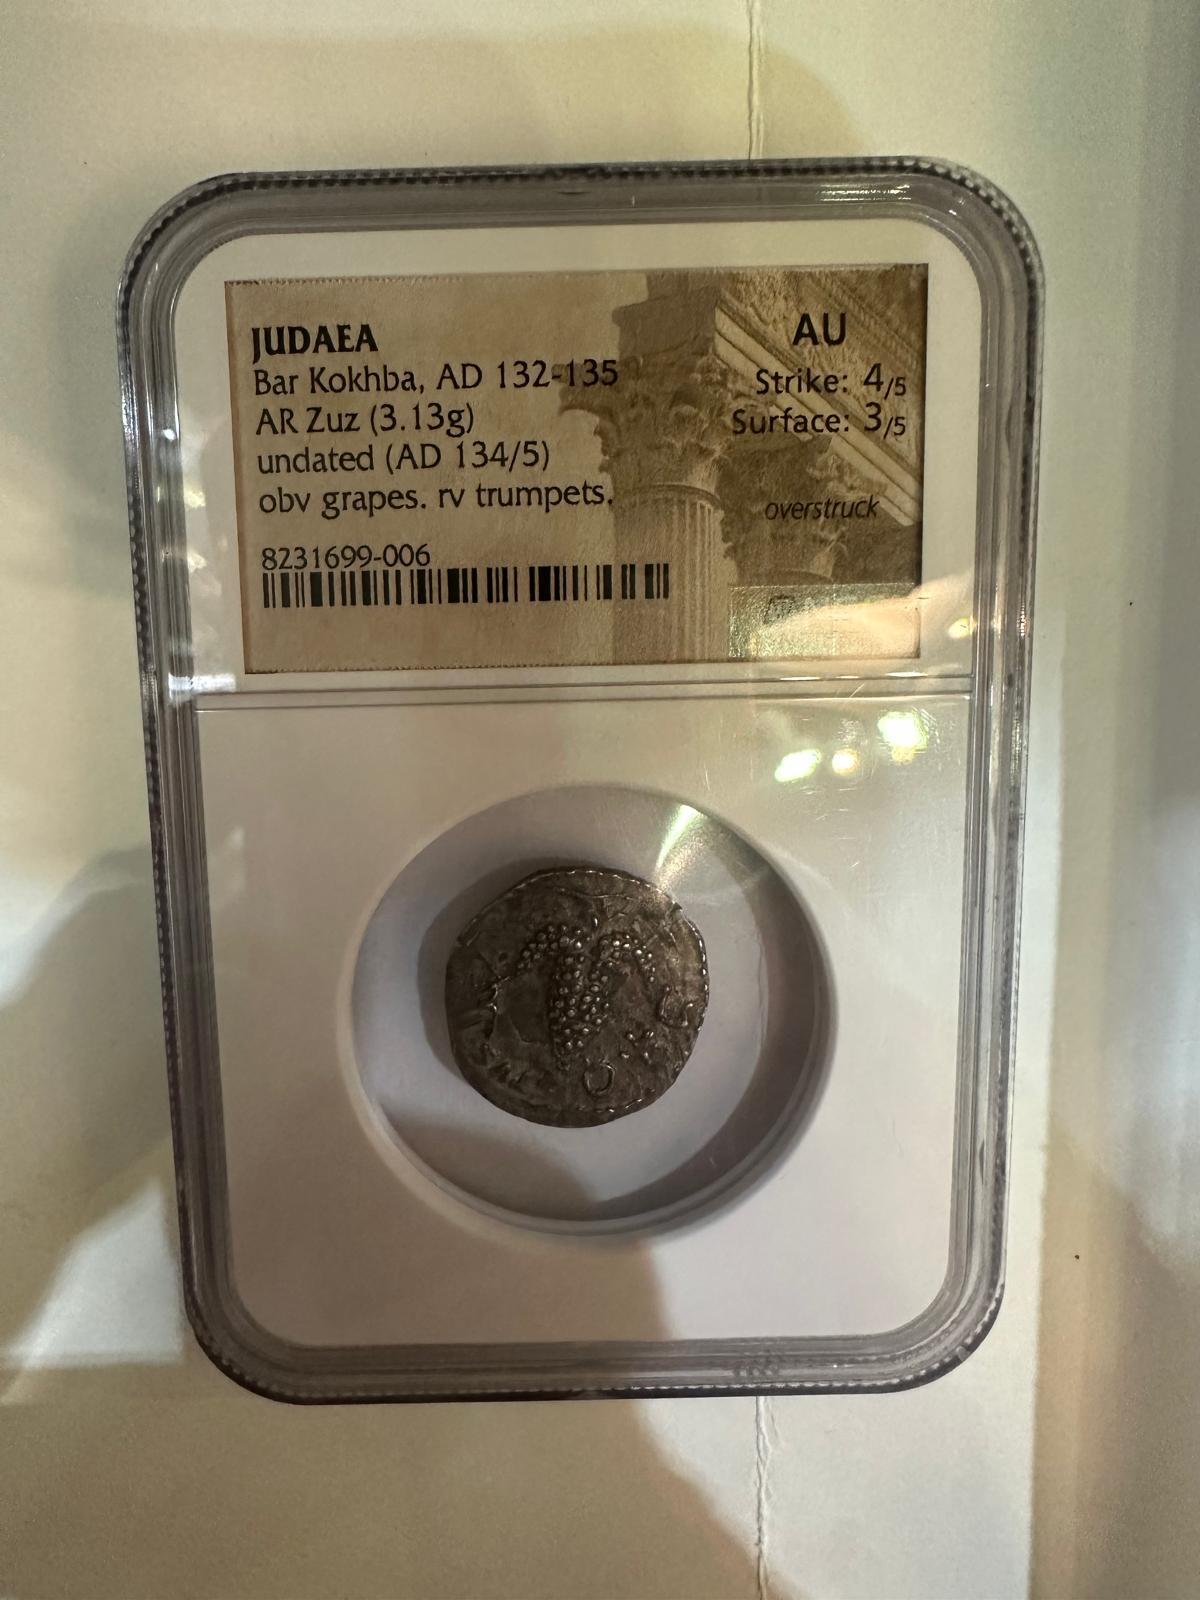 JUDAEA
Bar Kokhba, AD 132-135
AR Zuz (3.13g)
undated (AD 134/5)
obv grapes. rv trumpets.
8231699-006
AU
Strike: 4/5
Surface: 3/5
overstruck